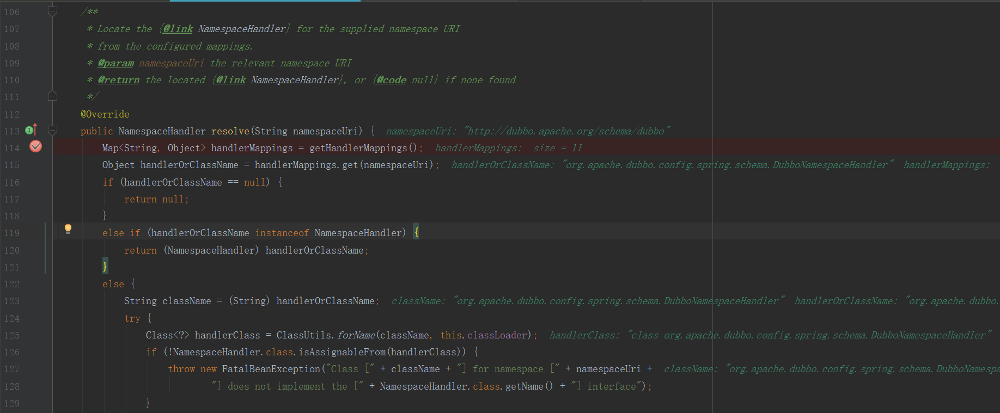 106 /**
107 * Locate the {@link NamespaceHandler} for the supplied namespace URI
108 * from the configured mappings.
109 * @param namespaceUri the relevant namespace URI
110 * @return the located {@link NamespaceHandler}, or {@code null} if none found
111 */
112 @Override
113 public NamespaceHandler resolve(String namespaceUri) { namespaceUri: "http://dubbo.apache.org/schema/dubbo"
114 Map<String, Object> handlerMappings = getHandlerMappings(); handlerMappings: size = 11
115 Object handlerOrClassName = handlerMappings.get(namespaceUri); handlerOrClassName: "org.apache.dubbo.config.spring.schema.DubboNamespaceHandler" handlerMappings:
116 if (handlerOrClassName == null) {
117 return null;
118 }
119 else if (handlerOrClassName instanceof NamespaceHandler) {
120 return (NamespaceHandler) handlerOrClassName;
121 }
122 else {
123 String className = (String) handlerOrClassName; className: "org.apache.dubbo.config.spring.schema.DubboNamespaceHandler" handlerOrClassName: "org.apache.dubbo.
124 try {
125 Class<?> handlerClass = ClassUtils.forName(className, this.classLoader); handlerClass: "class org.apache.dubbo.config.spring.schema.DubboNamespaceHandler"
126 if (!NamespaceHandler.class.isAssignableFrom(handlerClass)) {
127 throw new FatalBeanException("Class [" + className + "] for namespace [" + namespaceUri + className: "org.apache.dubbo.config.spring.schema.DubboNamespa
128 "] does not implement the [" + NamespaceHandler.class.getName() + "] interface");
129 }